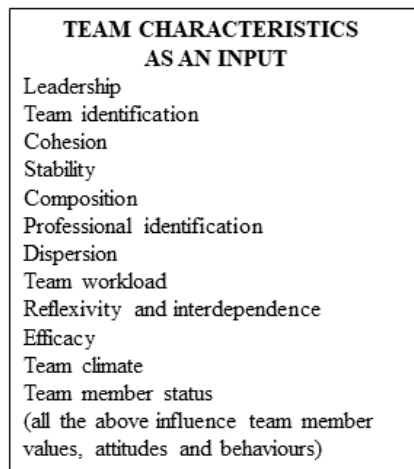 TEAM CHARACTERISTICS
AS AN INPUT
Leadership
Team identification
Cohesion
Stability
Composition
Professional identification
Dispersion
Team workload
Reflexivity and interdependence
Efficacy
Team climate
Team member status
(all the above influence team member
values, attitudes and behaviours)